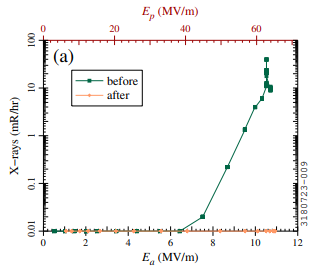 E_p (MV/m)
0 20 40 60
(a)
before
after
X-rays (mR/hr)
100
10
1
0.1
0.01
0 2 4 6 8 10 12
E_a (MV/m)
3180723-009